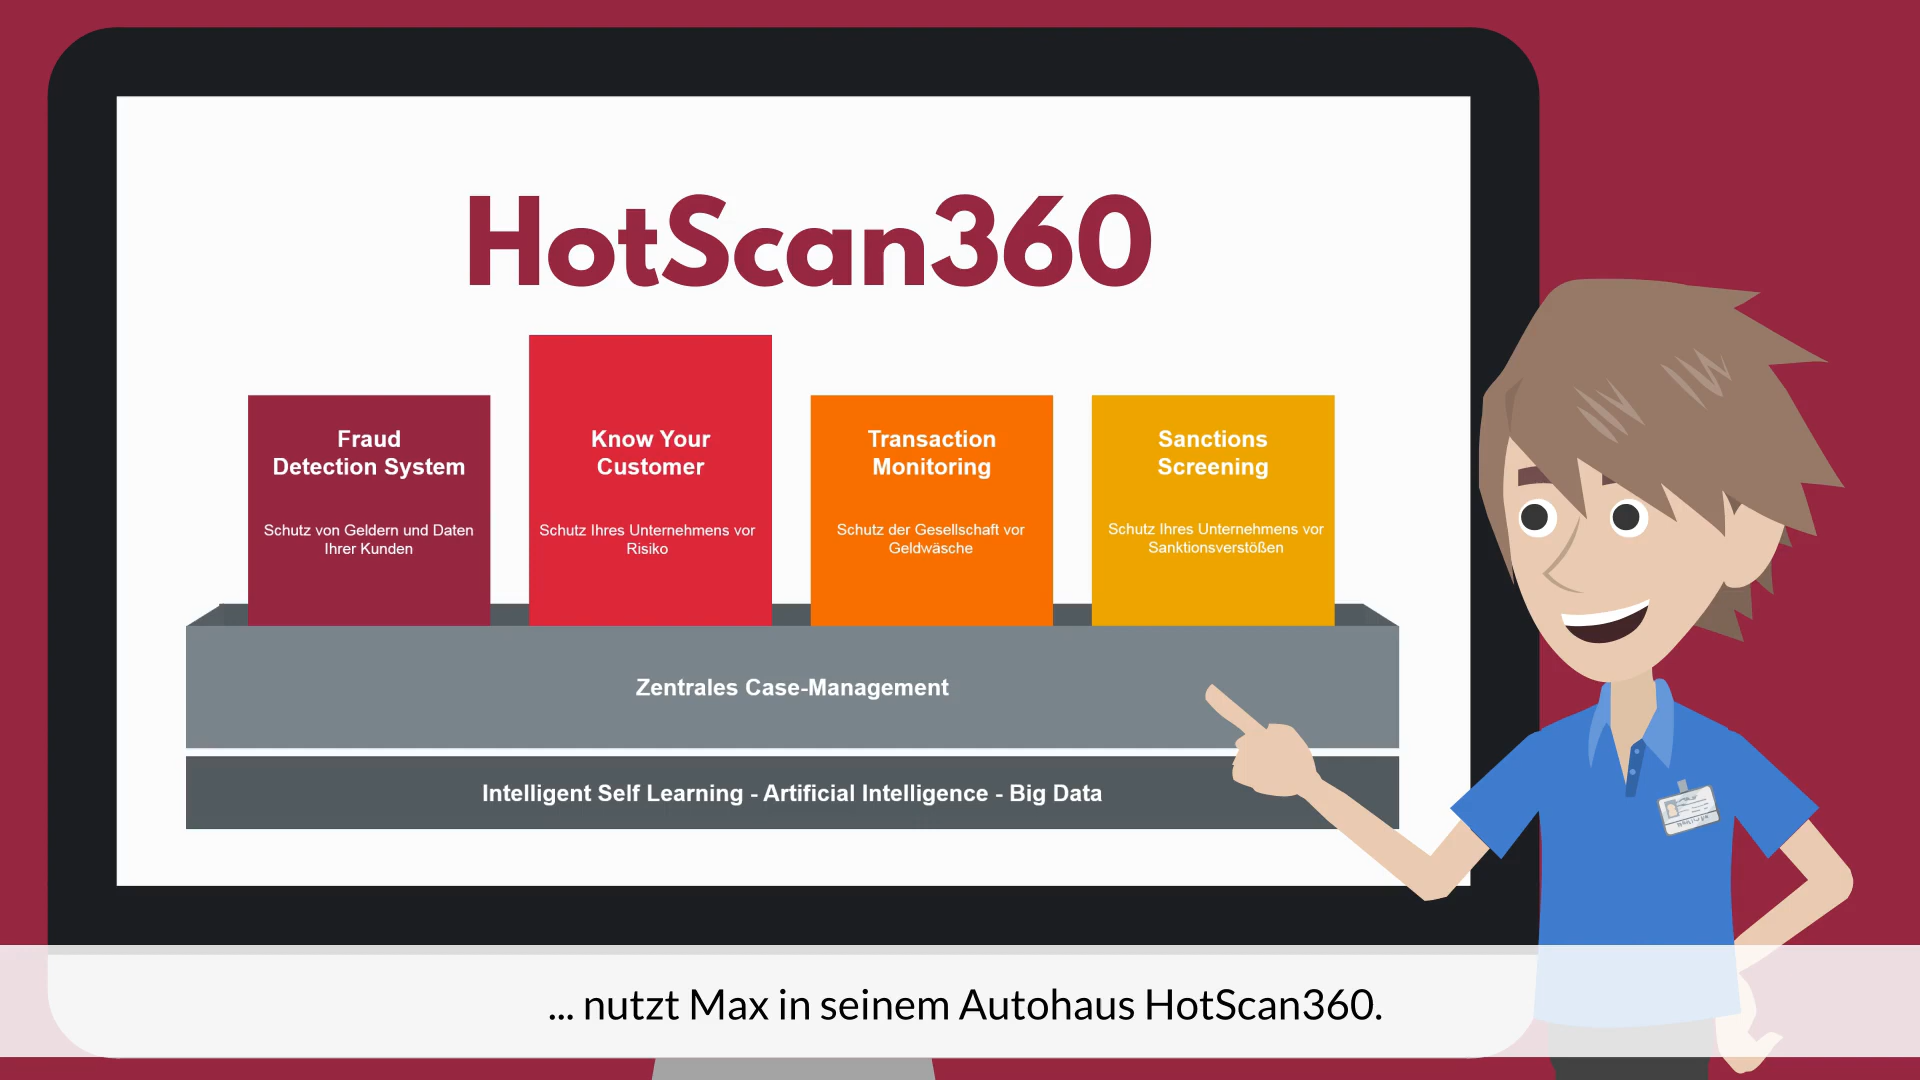 HotScan360
Fraud
Detection System
Schutz von Geldern und Daten
Ihrer Kunden
Know Your
Customer
Schutz Ihres Unternehmens vor
Risiko
Transaction
Monitoring
Schutz der Gesellschaft vor
Geldwäsche
Sanctions
Screening
Schutz Ihres Unternehmens vor
Sanktionsverstößen
Zentrales Case-Management
Intelligent Self Learning - Artificial Intelligence - Big Data
... nutzt Max in seinem Autohaus HotScan360.